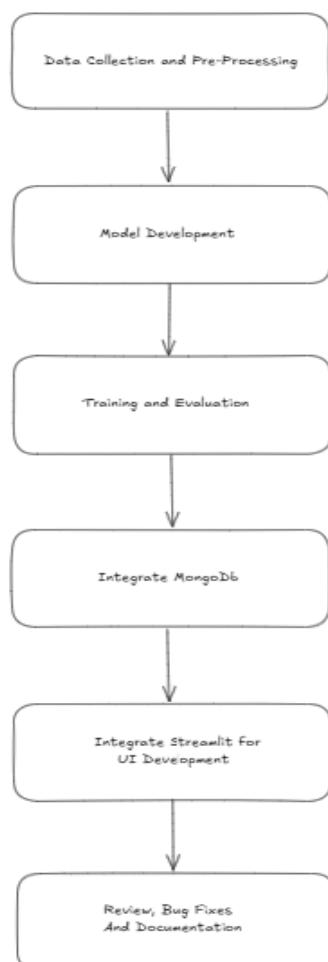 Data Collection and Pre-Processing
Model Development
Training and Evaluation
Integrate MongoDb
Integrate Streamlit for
UI Deveopment
Review, Bug Fixes
And Documentation